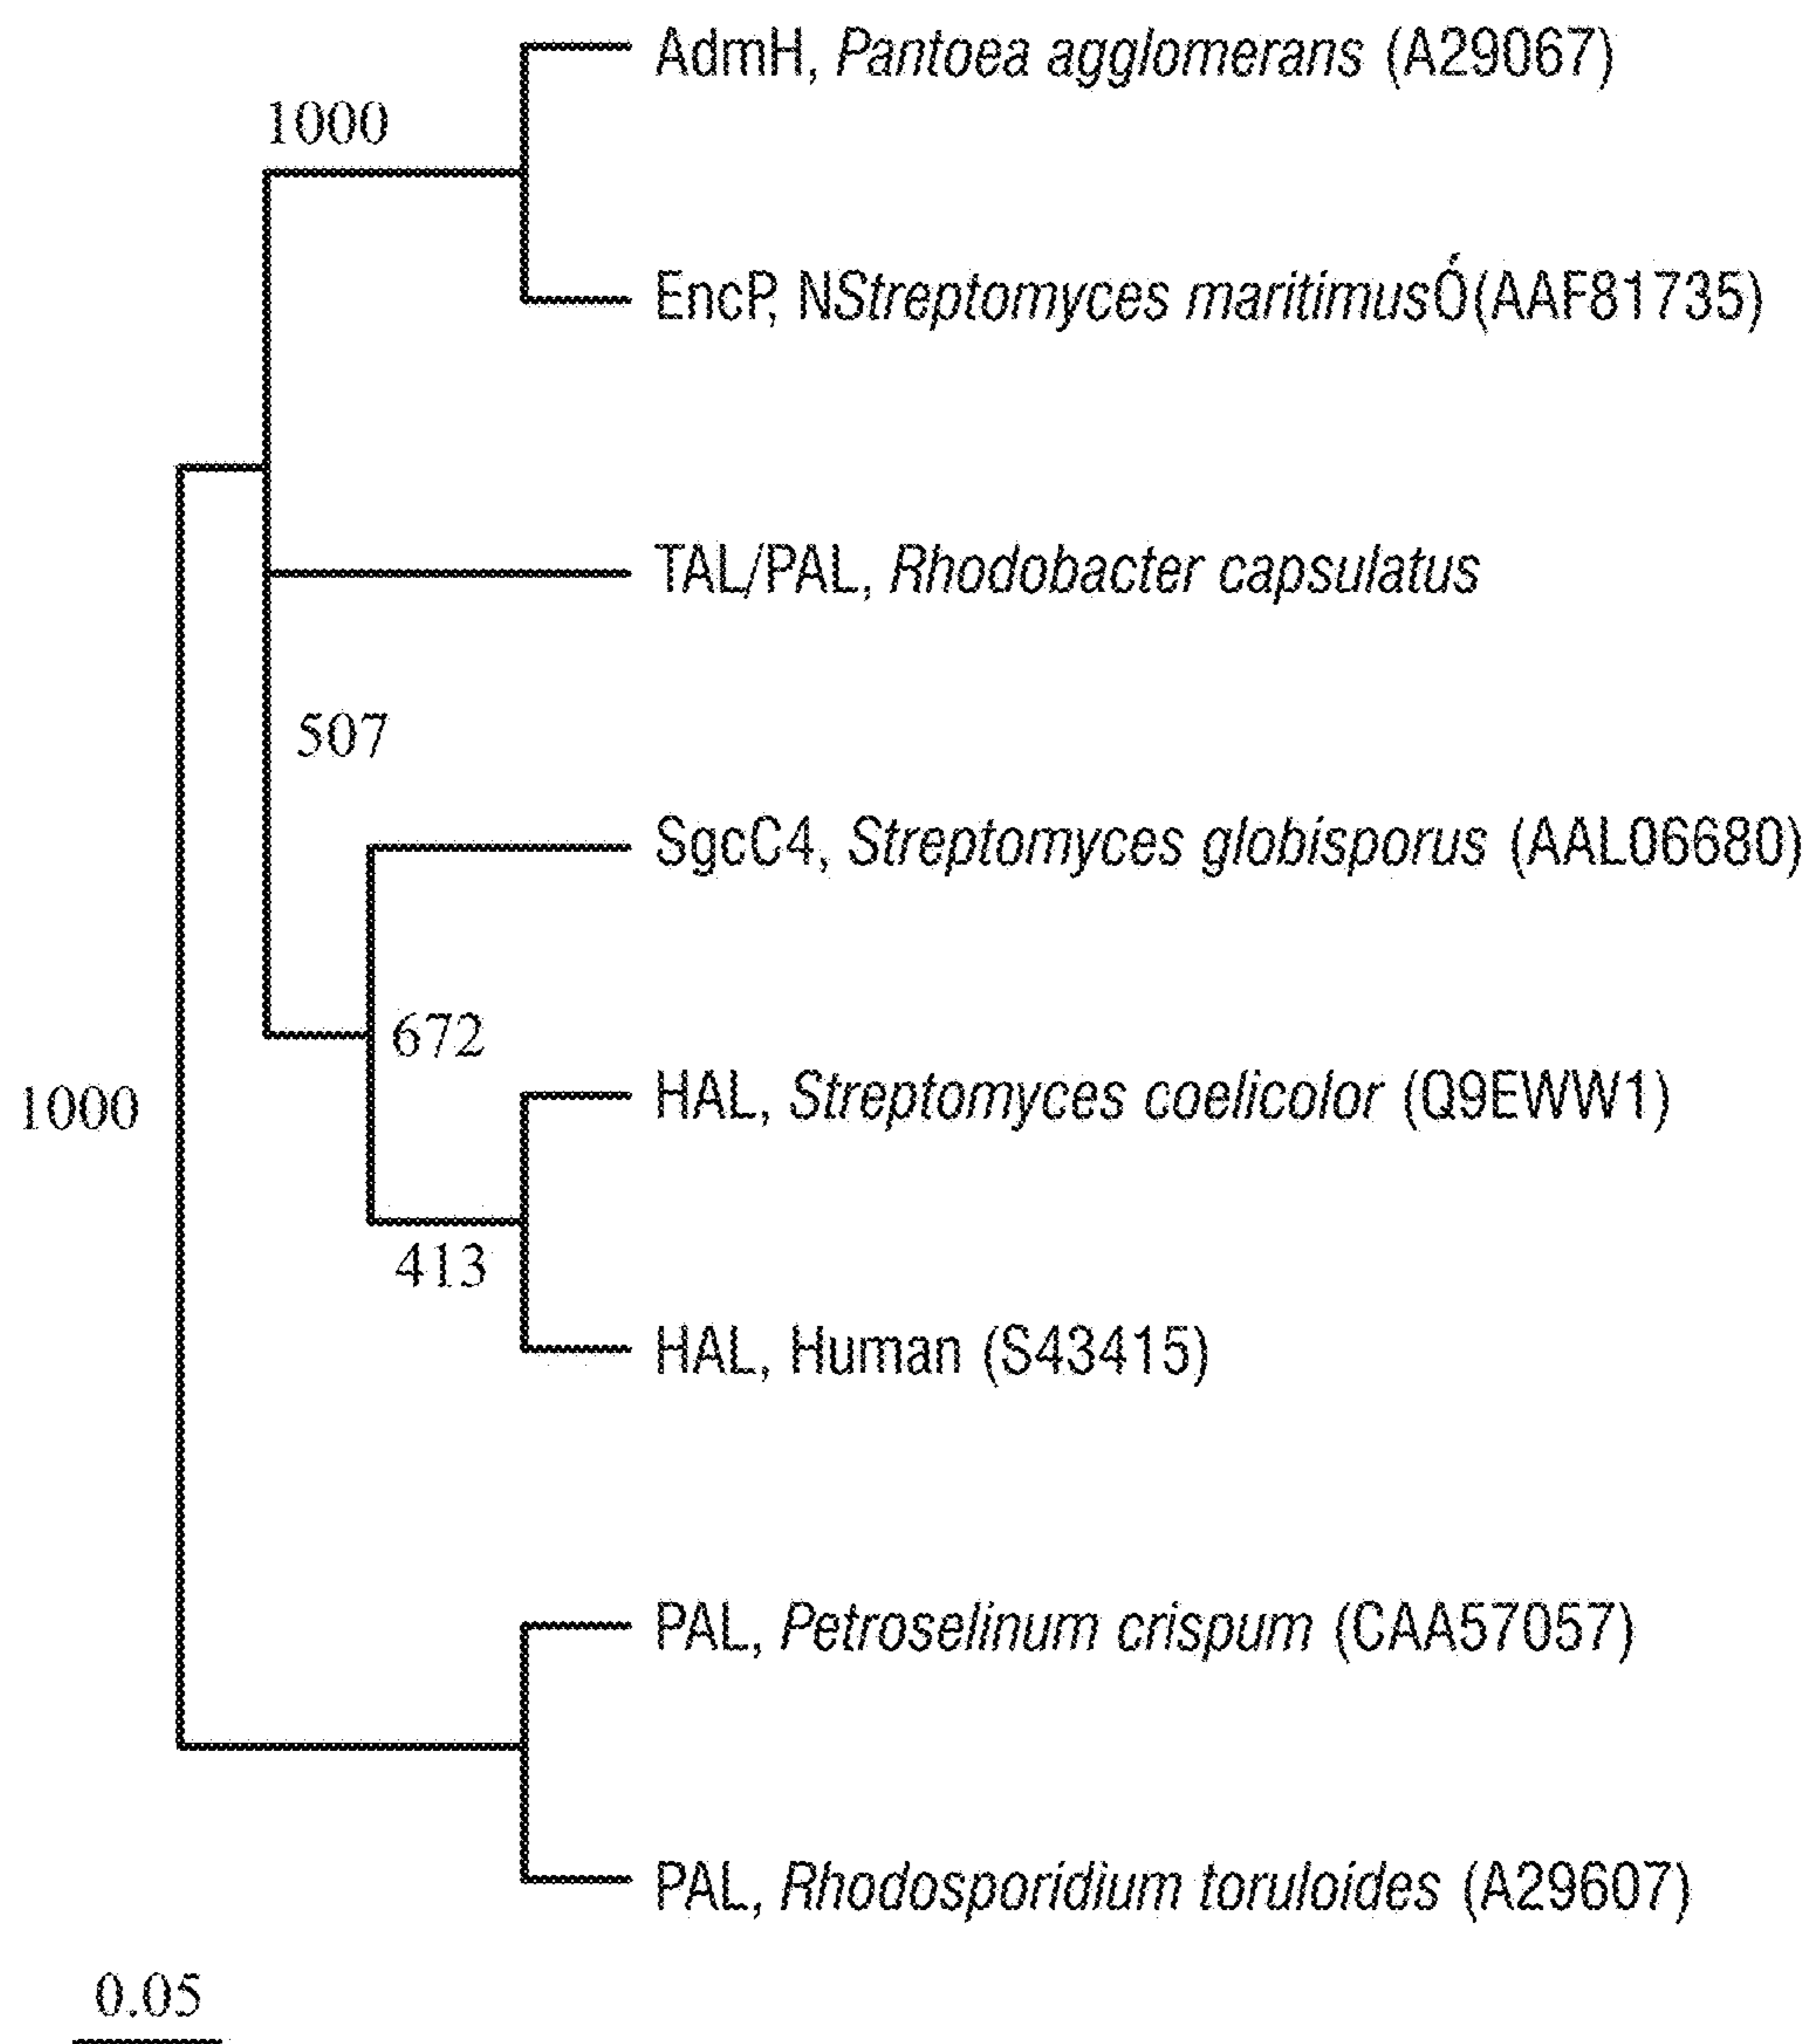 AdmH, Pantoea agglomerans (A29067)
1000
EncP, NStreptomyces maritimusÓ(AAF81735)
TAL/PAL, Rhodobacter capsulatus
507
SgcC4, Streptomyces globisporus (AAL06680)
672
HAL, Streptomyces coelicolor (Q9EWW1)
1000
413
HAL, Human (S43415)
PAL, Petroselinum crispum (CAA57057)
PAL, Rhodosporidium toruloides (A29607)
0.05